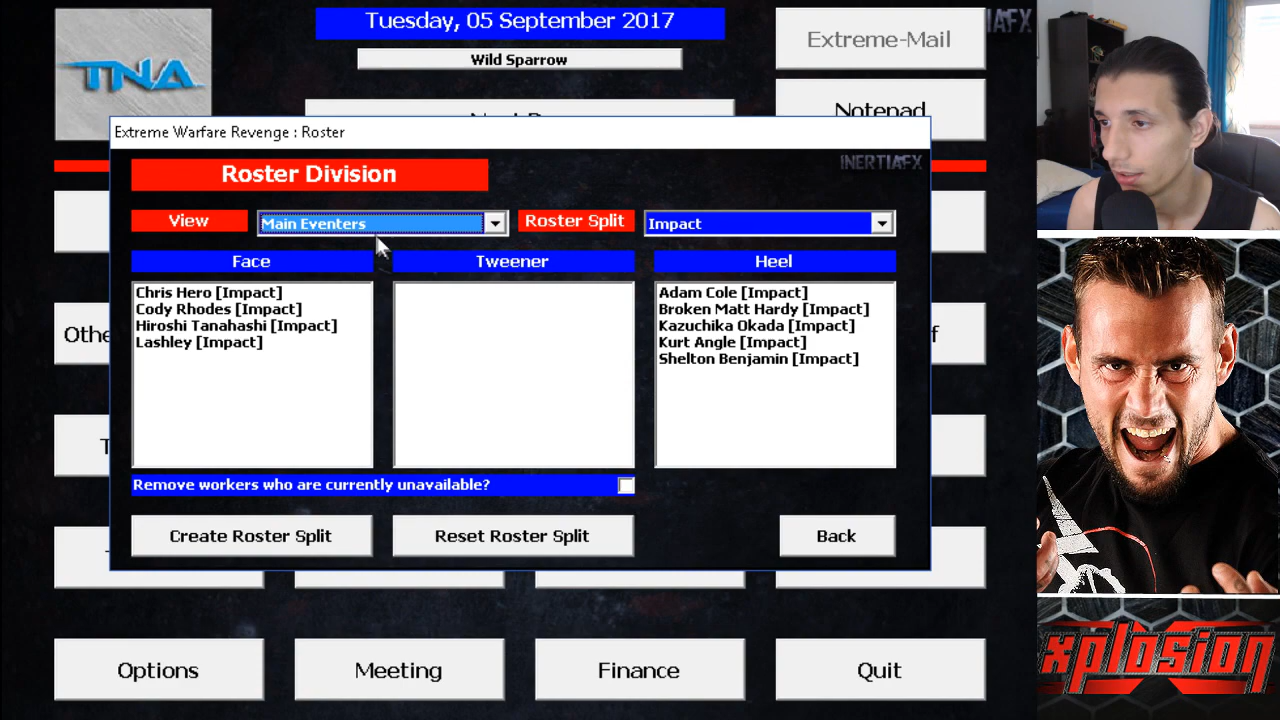 TNA
Tuesday, 05 September 2017
Wild Sparrow
Extreme-Mail
Notepad
Extreme Warfare Revenge : Roster
Roster Division
INERTIAFX
View
Main Eventers
Roster Split
Impact
Face
Tweener
Heel
Chris Hero [Impact]
Cody Rhodes [Impact]
Hiroshi Tanahashi [Impact]
Lashley [Impact]
Adam Cole [Impact]
Broken Matt Hardy [Impact]
Kazuchika Okada [Impact]
Kurt Angle [Impact]
Shelton Benjamin [Impact]
Remove workers who are currently unavailable?
Create Roster Split
Reset Roster Split
Back
Options
Meeting
Finance
Quit
xplosion